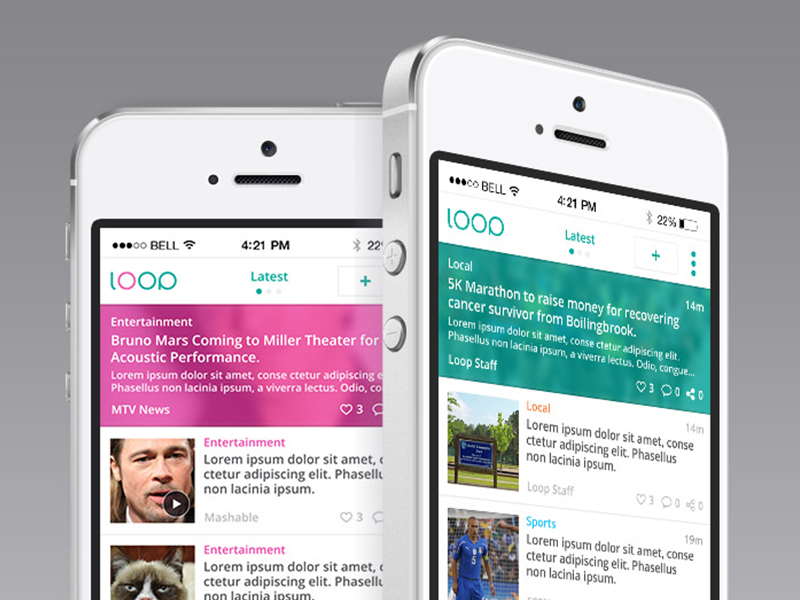 BELL
4:21 PM
22
loop
Latest
+
Entertainment
Bruno Mars Coming to Miller Theater for
Acoustic Performance.
Lorem ipsum dolor sit amet, conse ctetur adipiscing e
Phasellus non lacinia ipsum, a viverra lectus. Odio, co
MTV News
3
Entertainment
Lorem ipsum dolor sit amet, c
ctetur adipiscing elit. Phasellu
non lacinia ipsum.
Mashable
3
Entertainment
Lorem ipsum dolor sit amet, c
ctetur adipiscing elit. Phasellu
non lacinia ipsum.
BELL
4:21 PM
22%
loop
Latest
+
Local
14m
5K Marathon to raise money for recovering
cancer survivor from Boilingbrook.
Lorem ipsum dolor sit amet, conse ctetur adipiscing elit.
Phasellus non lacinia ipsum, a viverra lectus. Odio, congue...
Loop Staff
3 0 0
Local
14m
Lorem ipsum dolor sit amet, conse
ctetur adipiscing elit. Phasellus
non lacinia ipsum.
Loop Staff
3 0 0
Sports
19m
Lorem ipsum dolor sit amet, conse
ctetur adipiscing elit. Phasellus
non lacinia ipsum.